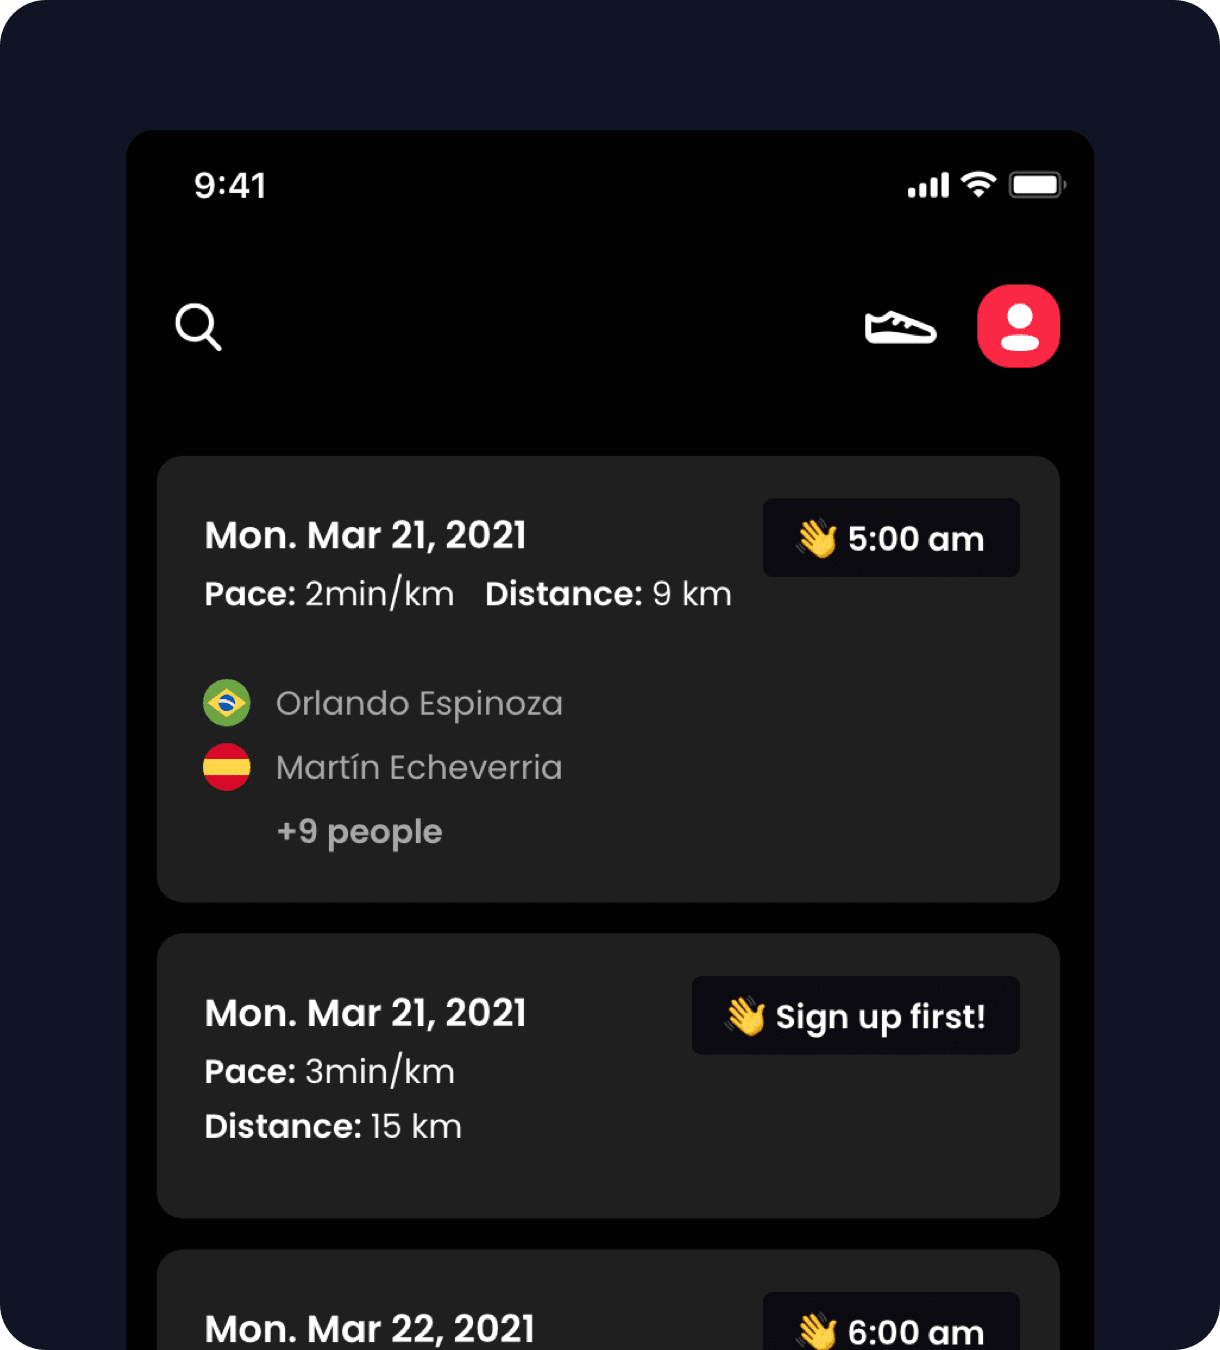 9:41
Mon. Mar 21, 2021
👋 5:00 am
Pace: 2min/km Distance: 9 km
Orlando Espinoza
Martín Echeverria
+9 people
Mon. Mar 21, 2021
👋 Sign up first!
Pace: 3min/km
Distance: 15 km
Mon. Mar 22, 2021
👋 6:00 am